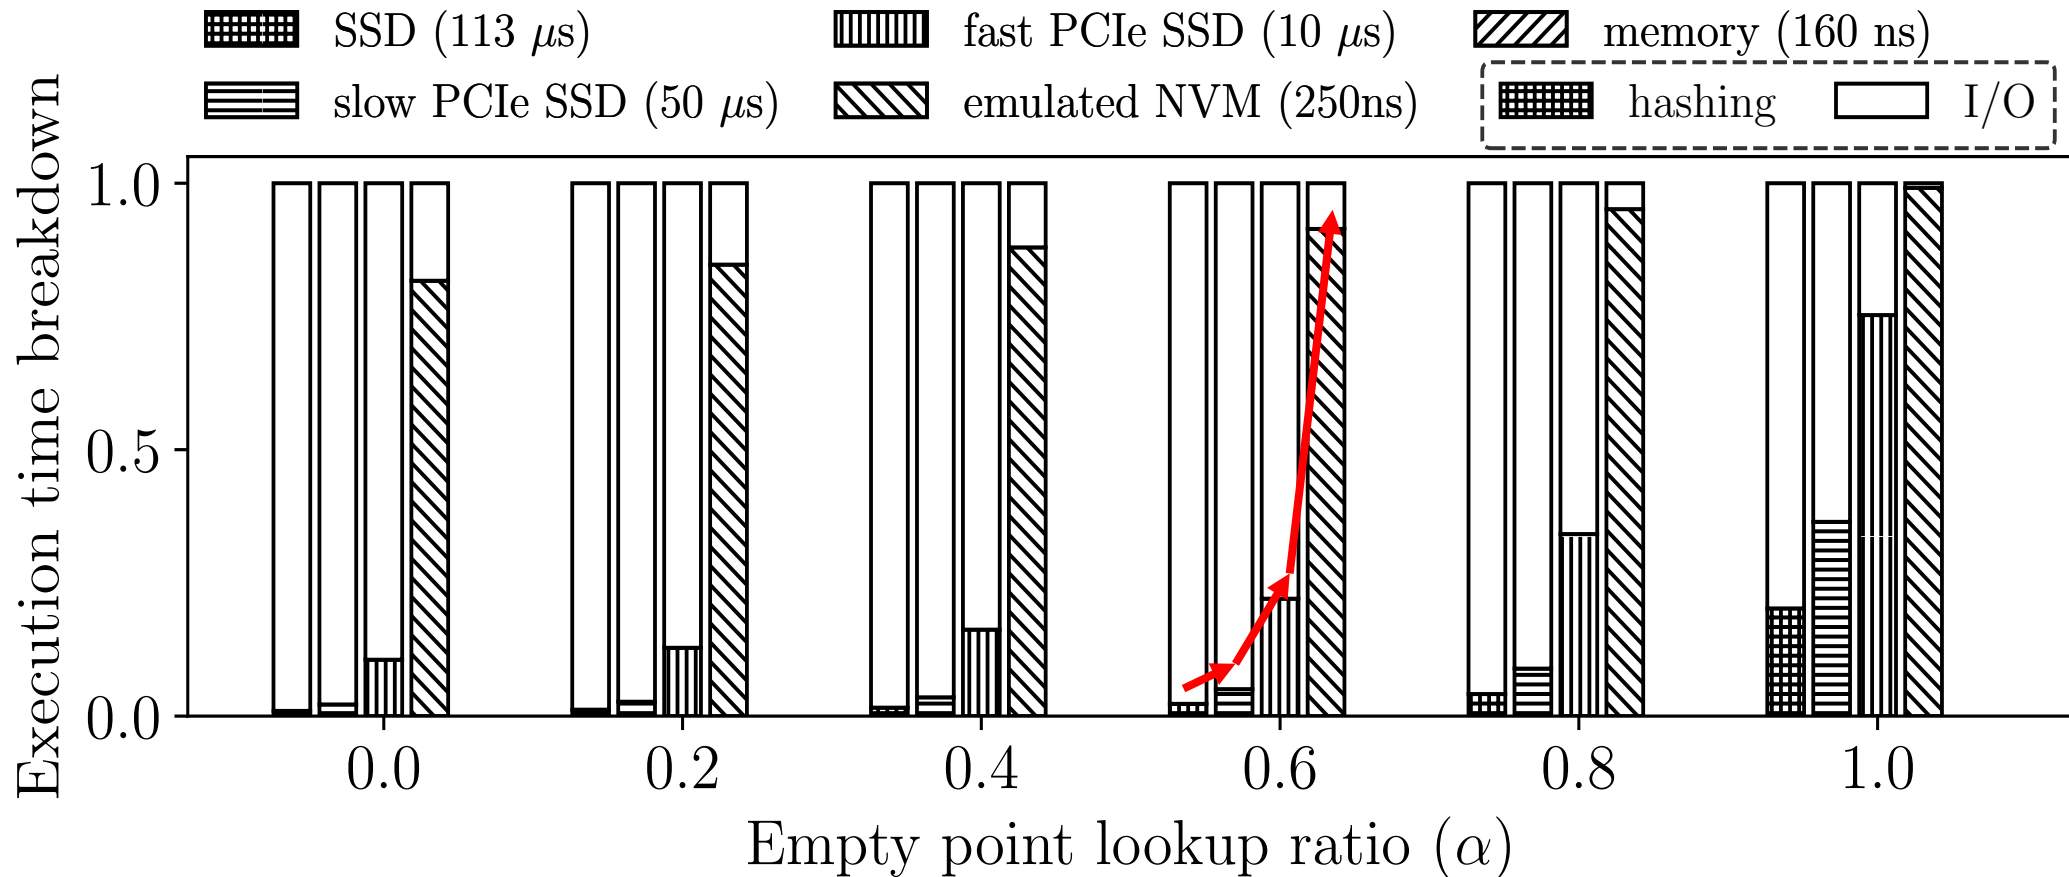 SSD (113 μs)
fast PCIe SSD (10 μs)
memory (160 ns)
slow PCIe SSD (50 μs)
emulated NVM (250ns)
hashing
I/O
Execution time breakdown
1.0
0.5
0.0
0.0
0.2
0.4
0.6
0.8
1.0
Empty point lookup ratio (α)